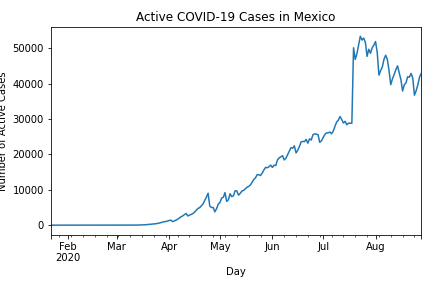 Active COVID-19 Cases in Mexico
Number of Active Cases
50000
40000
30000
20000
10000
0
Feb Mar Apr May Jun Jul Aug
2020
Day